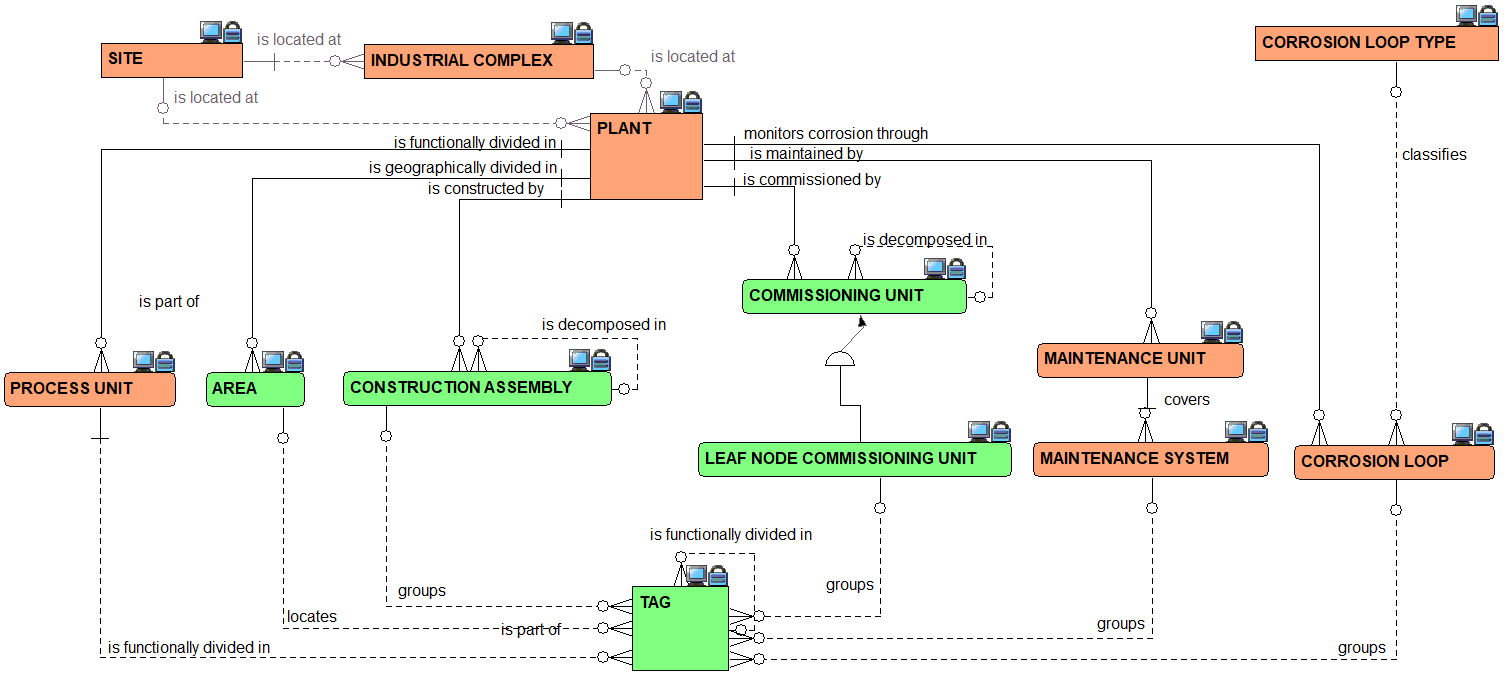 is located at
SITE
INDUSTRIAL COMPLEX
CORROSION LOOP TYPE
is located at
is located at
PLANT
is functionally divided in
monitors corrosion through
is maintained by
classifies
is geographically divided in
is constructed by
is commissioned by
is decomposed in
COMMISSIONING UNIT
is part of
is decomposed in
MAINTENANCE UNIT
PROCESS UNIT
AREA
CONSTRUCTION ASSEMBLY
covers
LEAF NODE COMMISSIONING UNIT
MAINTENANCE SYSTEM
CORROSION LOOP
is functionally divided in
groups
groups
TAG
locates
is part of
groups
is functionally divided in
groups